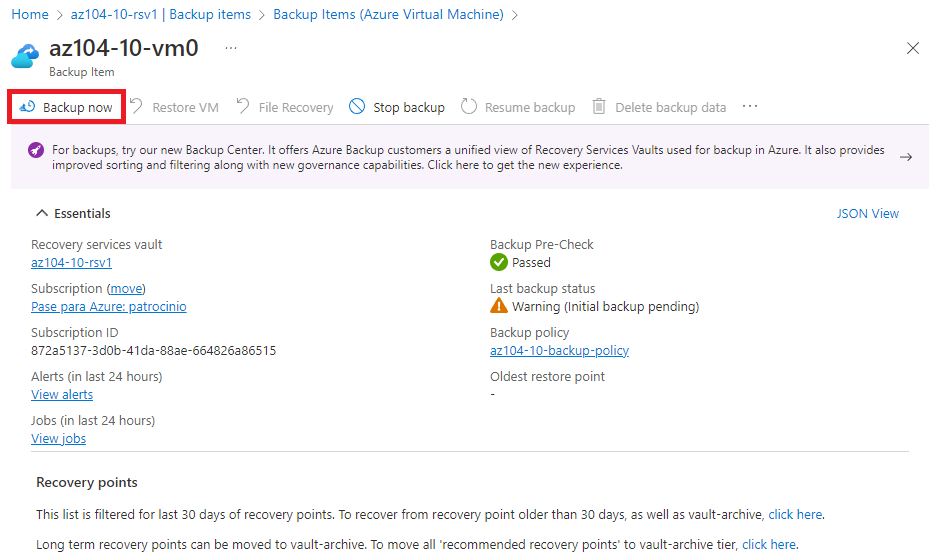 Home > az104-10-rsv1 | Backup items > Backup Items (Azure Virtual Machine) >
az104-10-vm0 ...
Backup Item
Backup now Restore VM File Recovery Stop backup Resume backup Delete backup data ...
For backups, try our new Backup Center. It offers Azure Backup customers a unified view of Recovery Services Vaults used for backup in Azure. It also provides
improved sorting and filtering along with new governance capabilities. Click here to get the new experience.
Essentials JSON View
Recovery services vault
az104-10-rsv1
Subscription (move)
Pase para Azure: patrocinio
Subscription ID
872a5137-3d0b-41da-88ae-664826a86515
Alerts (in last 24 hours)
View alerts
Jobs (in last 24 hours)
View jobs
Backup Pre-Check
Passed
Last backup status
Warning (Initial backup pending)
Backup policy
az104-10-backup-policy
Oldest restore point
-
Recovery points
This list is filtered for last 30 days of recovery points. To recover from recovery point older than 30 days, as well as vault-archive, click here.
Long term recovery points can be moved to vault-archive. To move all 'recommended recovery points' to vault-archive tier, click here.